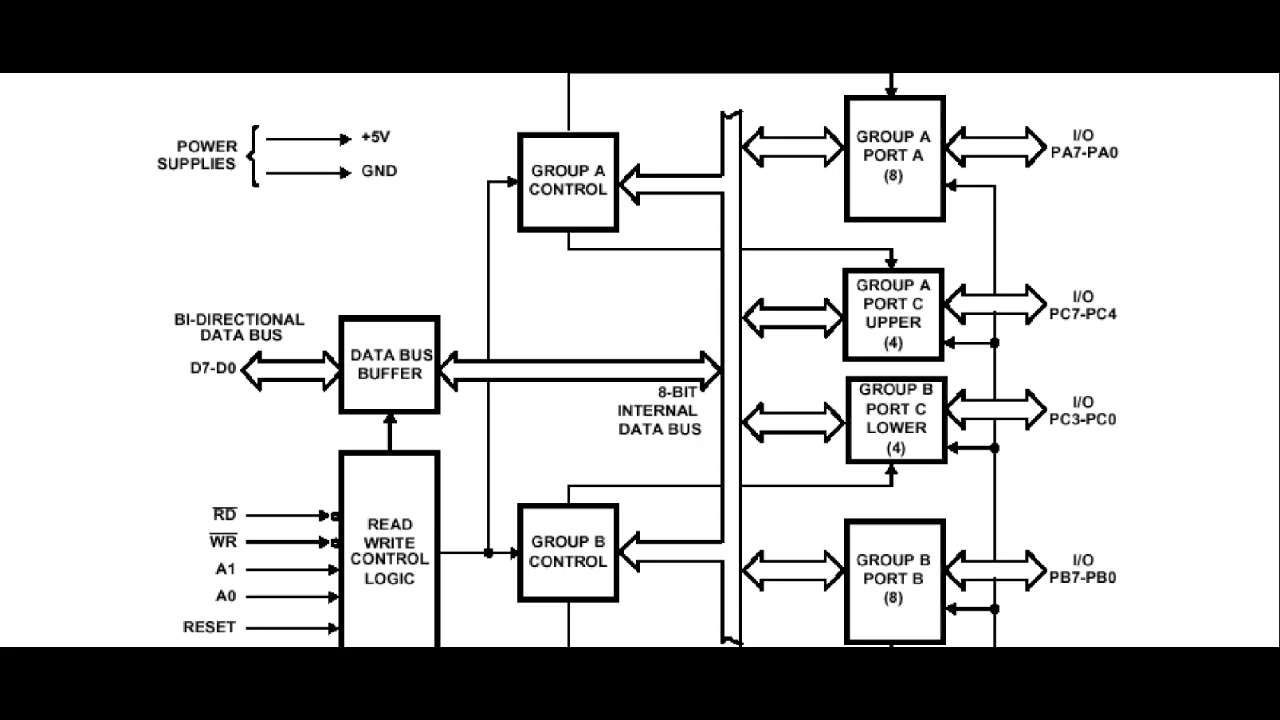 POWER
SUPPLIES
+5V
GND
GROUP A
CONTROL
GROUP A
PORT A
(8)
I/O
PA7-PA0
GROUP A
PORT C
UPPER
(4)
I/O
PC7-PC4
BI-DIRECTIONAL
DATA BUS
D7-D0
DATA BUS
BUFFER
8-BIT
INTERNAL
DATA BUS
GROUP B
PORT C
LOWER
(4)
I/O
PC3-PC0
RD
WR
A1
A0
RESET
READ
WRITE
CONTROL
LOGIC
GROUP B
CONTROL
GROUP B
PORT B
(8)
I/O
PB7-PB0